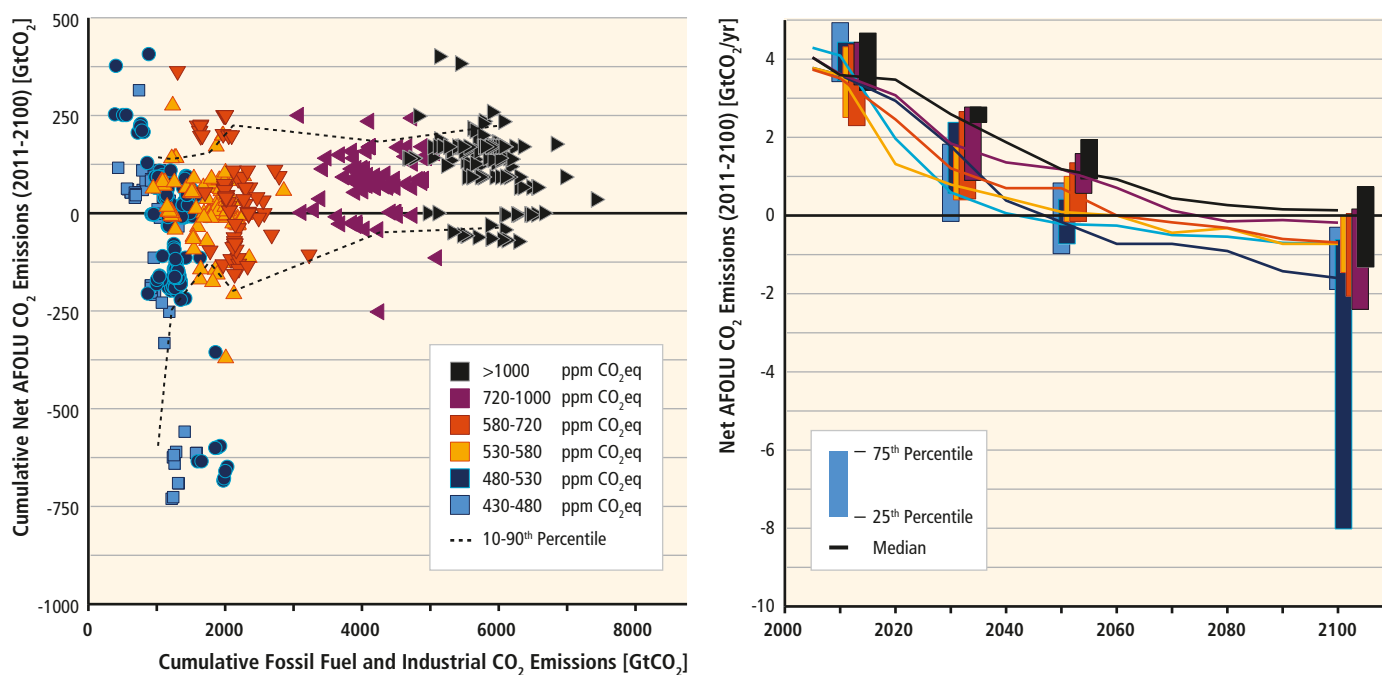 Cumulative Net AFOLU CO2 Emissions (2011-2100) [GtCO2]
500
250
0
-250
-500
-750
-1000
0
2000
4000
6000
8000
Cumulative Fossil Fuel and Industrial CO2 Emissions [GtCO2]
>1000 ppm CO2eq
720-1000 ppm CO2eq
580-720 ppm CO2eq
530-580 ppm CO2eq
480-530 ppm CO2eq
430-480 ppm CO2eq
10-90th Percentile
Net AFOLU CO2 Emissions (2011-2100) [GtCO2/yr]
4
2
0
-2
-4
-6
-8
-10
2000
2020
2040
2060
2080
2100
75th Percentile
25th Percentile
Median